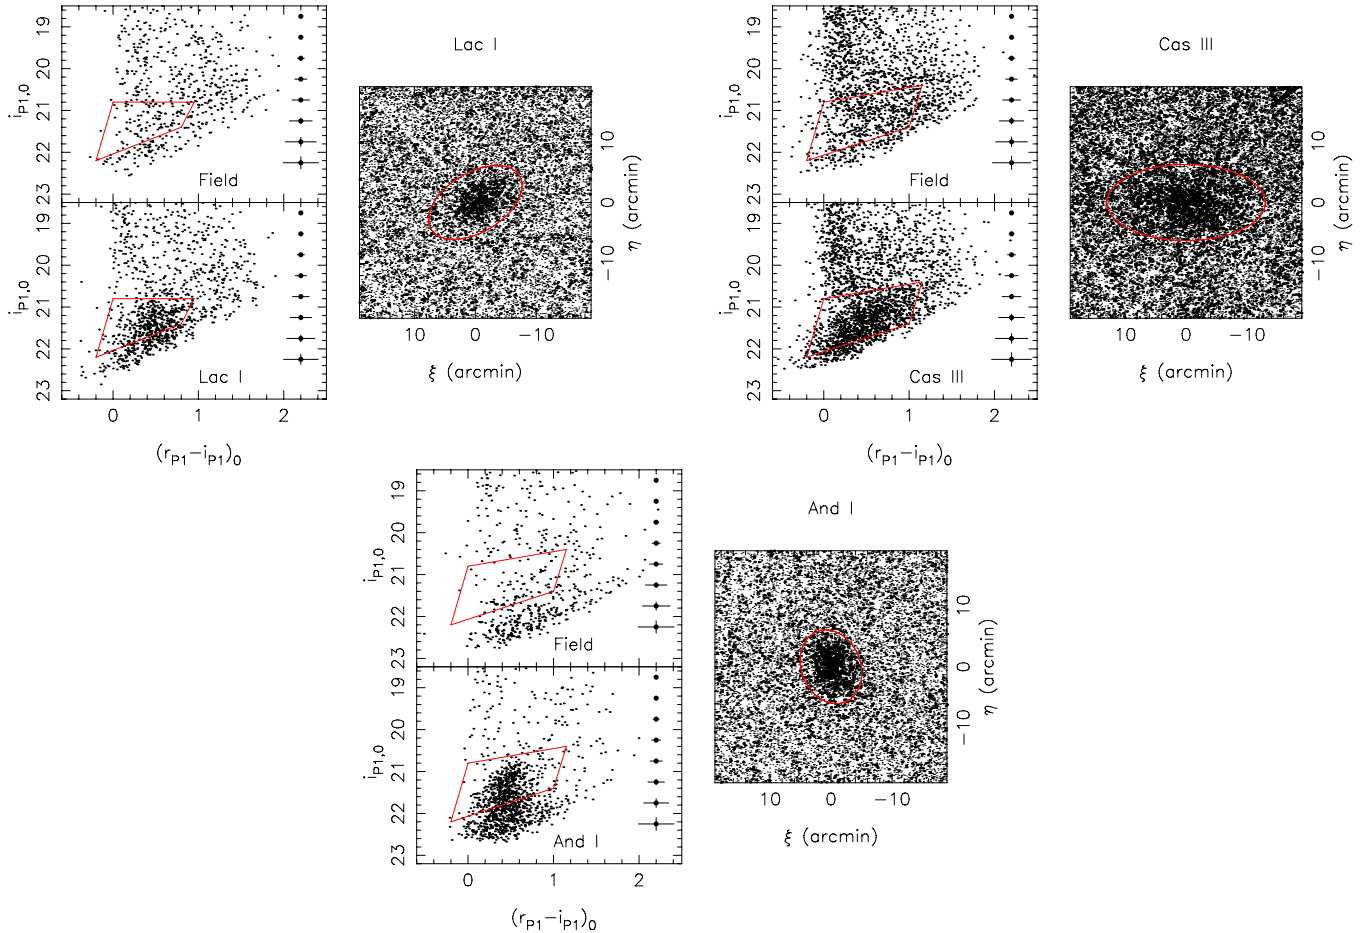 19
20
21
22
23
i_P1,0
Field
19
20
21
22
23
i_P1,0
Lac I
0 1 2
(r_P1−i_P1)_0
Lac I
10 0 −10
ξ (arcmin)
10
0
−10
η (arcmin)
19
20
21
22
23
i_P1,0
Field
19
20
21
22
23
i_P1,0
Cas III
0 1 2
(r_P1−i_P1)_0
Cas III
10 0 −10
ξ (arcmin)
10
0
−10
η (arcmin)
19
20
21
22
23
i_P1,0
Field
19
20
21
22
23
i_P1,0
And I
0 1 2
(r_P1−i_P1)_0
And I
10 0 −10
ξ (arcmin)
10
0
−10
η (arcmin)